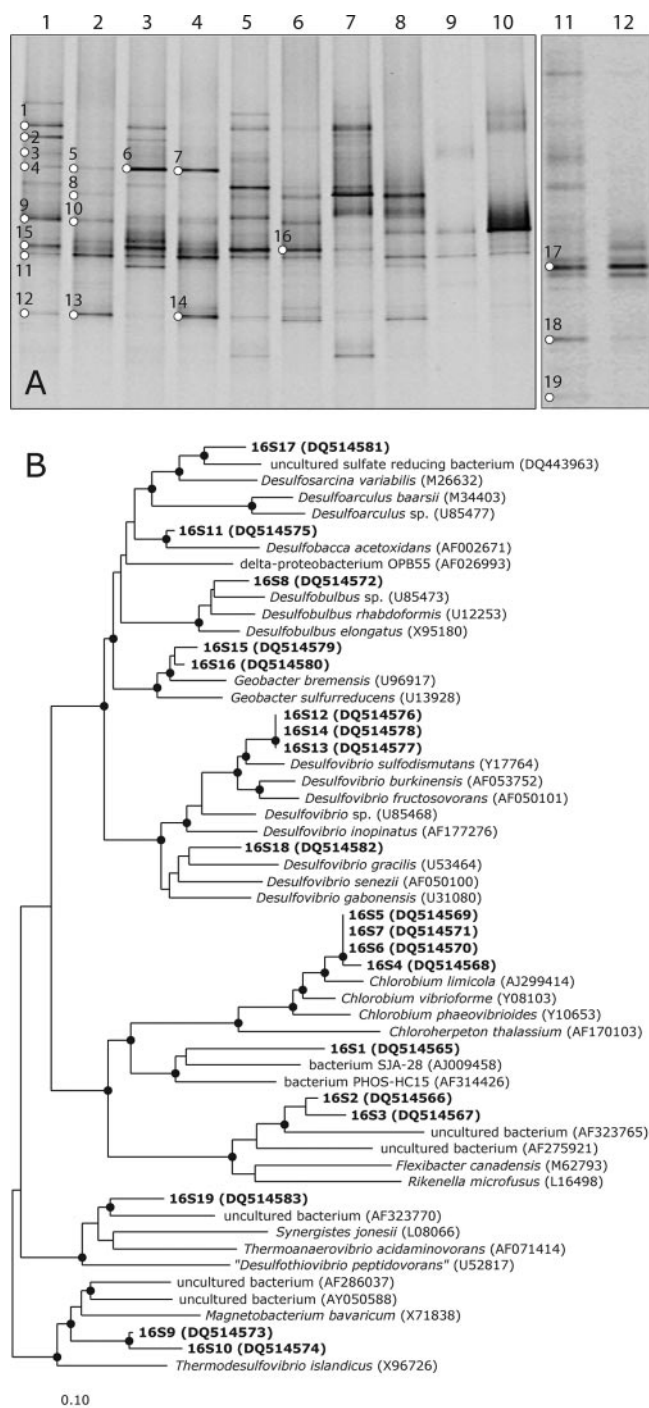 1 2 3 4 5 6 7 8 9 10 11 12
1
2
3
4
5
6
7
8
9
10
15
16
11
17
12
13
14
18
19
A
B
16S17 (DQ514581)
uncultured sulfate reducing bacterium (DQ443963)
Desulfosarcina variabilis (M26632)
Desulfoarculus baarsii (M34403)
Desulfoarculus sp. (U85477)
16S11 (DQ514575)
Desulfobacca acetoxidans (AF002671)
delta-proteobacterium OPB55 (AF026993)
16S8 (DQ514572)
Desulfobulbus sp. (U85473)
Desulfobulbus rhabdoformis (U12253)
Desulfobulbus elongatus (X95180)
16S15 (DQ514579)
16S16 (DQ514580)
Geobacter bremensis (U96917)
Geobacter sulfurreducens (U13928)
16S12 (DQ514576)
16S14 (DQ514578)
16S13 (DQ514577)
Desulfovibrio sulfodismutans (Y17764)
Desulfovibrio burkinensis (AF053752)
Desulfovibrio fructosovorans (AF050101)
Desulfovibrio sp. (U85468)
Desulfovibrio inopinatus (AF177276)
16S18 (DQ514582)
Desulfovibrio gracilis (U53464)
Desulfovibrio senezii (AF050100)
Desulfovibrio gabonensis (U31080)
16S5 (DQ514569)
16S7 (DQ514571)
16S6 (DQ514570)
16S4 (DQ514568)
Chlorobium limicola (AJ299414)
Chlorobium vibrioforme (Y08103)
Chlorobium phaeovibrioides (Y10653)
Chloroherpeton thalassium (AF170103)
16S1 (DQ514565)
bacterium SJA-28 (AJ009458)
bacterium PHOS-HC15 (AF314426)
16S2 (DQ514566)
16S3 (DQ514567)
uncultured bacterium (AF323765)
uncultured bacterium (AF275921)
Flexibacter canadensis (M62793)
Rikenella microfusus (L16498)
16S19 (DQ514583)
uncultured bacterium (AF323770)
Synergistes jonesii (L08066)
Thermoanaerovibrio acidaminovorans (AF071414)
"Desulfothiovibrio peptidovorans" (U52817)
uncultured bacterium (AF286037)
uncultured bacterium (AY050588)
Magnetobacterium bavaricum (X71838)
16S9 (DQ514573)
16S10 (DQ514574)
Thermodesulfovibrio islandicus (X96726)
0.10